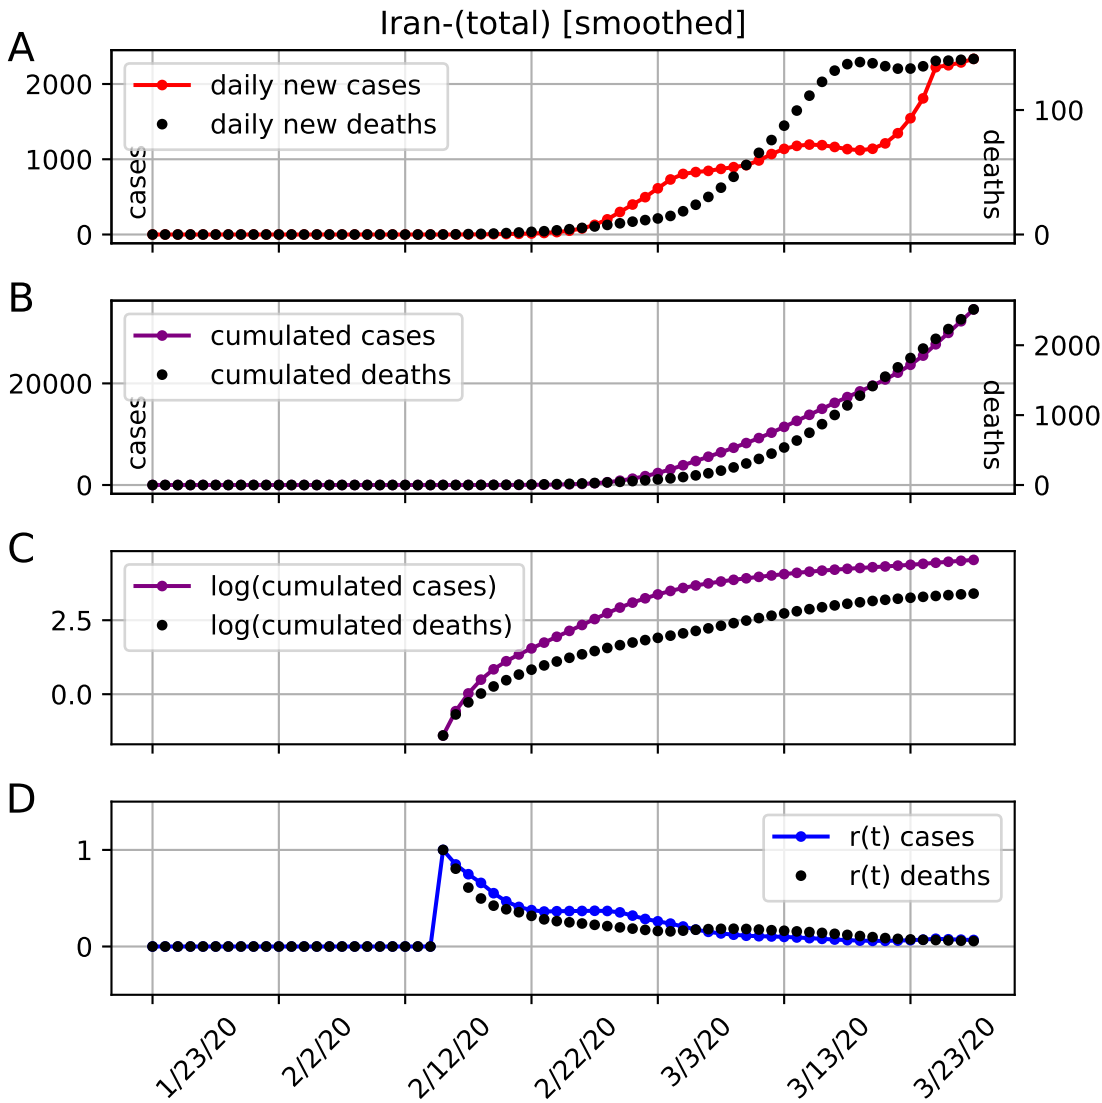 Iran-(total) [smoothed]
A
daily new cases
daily new deaths
2000
1000
0
cases
100
0
deaths
B
cumulated cases
cumulated deaths
20000
0
cases
2000
1000
0
deaths
C
log(cumulated cases)
log(cumulated deaths)
2.5
0.0
D
r(t) cases
r(t) deaths
1
0
1/23/20
2/2/20
2/12/20
2/22/20
3/3/20
3/13/20
3/23/20